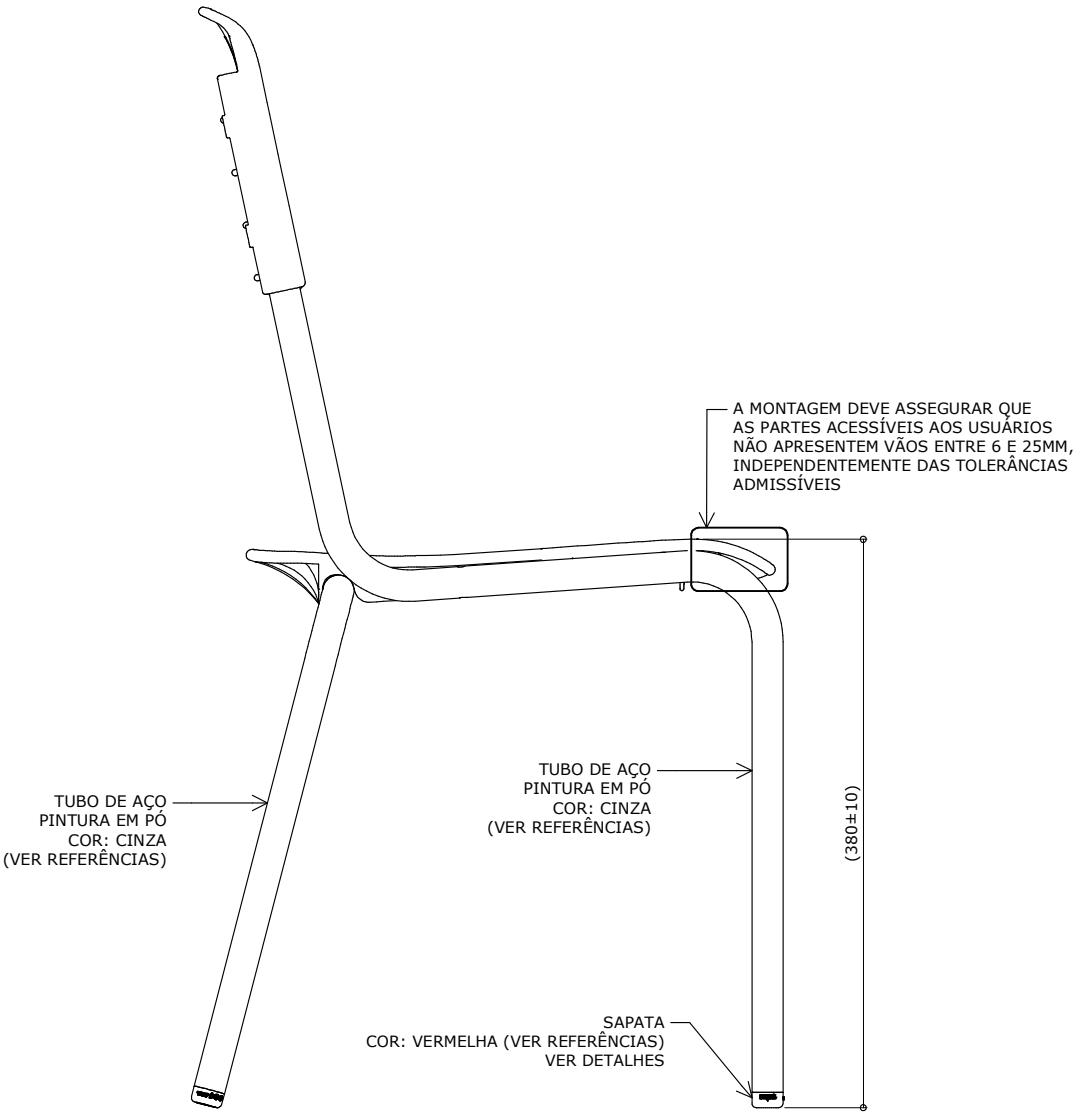 A MONTAGEM DEVE ASSEGURAR QUE
AS PARTES ACESSÍVEIS AOS USUÁRIOS
NÃO APRESENTEM VÃOS ENTRE 6 E 25MM,
INDEPENDENTEMENTE DAS TOLERÂNCIAS
ADMISSÍVEIS
TUBO DE AÇO
PINTURA EM PÓ
COR: CINZA
(VER REFERÊNCIAS)
TUBO DE AÇO
PINTURA EM PÓ
COR: CINZA
(VER REFERÊNCIAS)
(380±10)
SAPATA
COR: VERMELHA (VER REFERÊNCIAS)
VER DETALHES